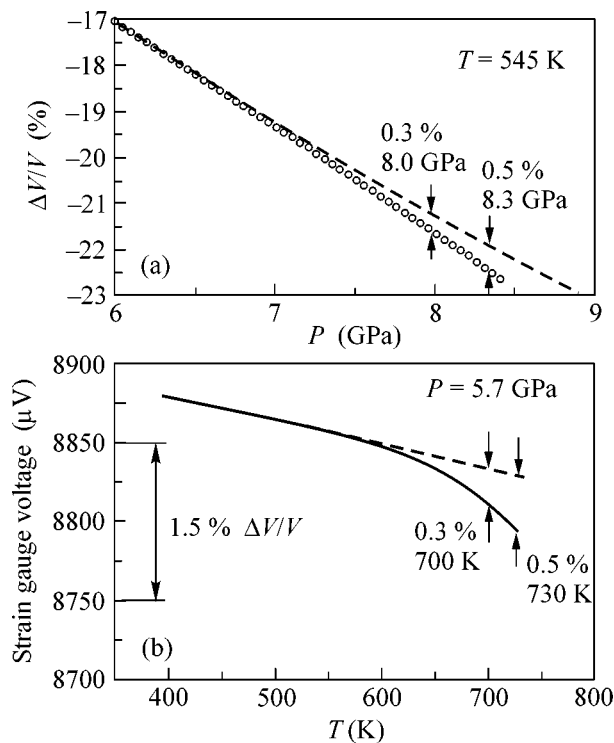 −17
−18
−19
−20
−21
−22
−23
ΔV/V (%)
T = 545 K
0.3 %
8.0 GPa
0.5 %
8.3 GPa
(a)
6
7
8
9
P (GPa)
8900
8850
8800
8750
8700
Strain gauge voltage (μV)
P = 5.7 GPa
1.5 % ΔV/V
0.3 %
700 K
0.5 %
730 K
(b)
400
500
600
700
800
T (K)